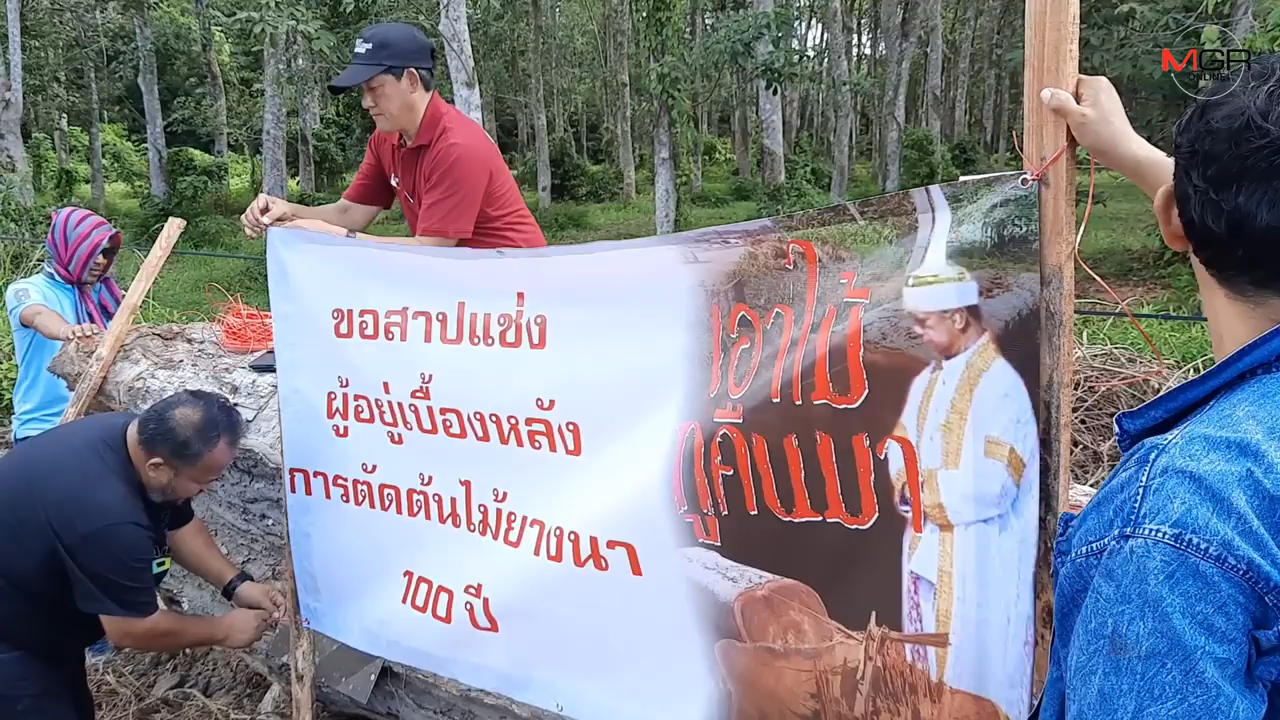 MGR
ONLINE
ขอสาปแช่ง
ผู้อยู่เบื้องหลัง
การตัดต้นไม้ยางนา
100 ปี
เอาไม้
กูคืนมา